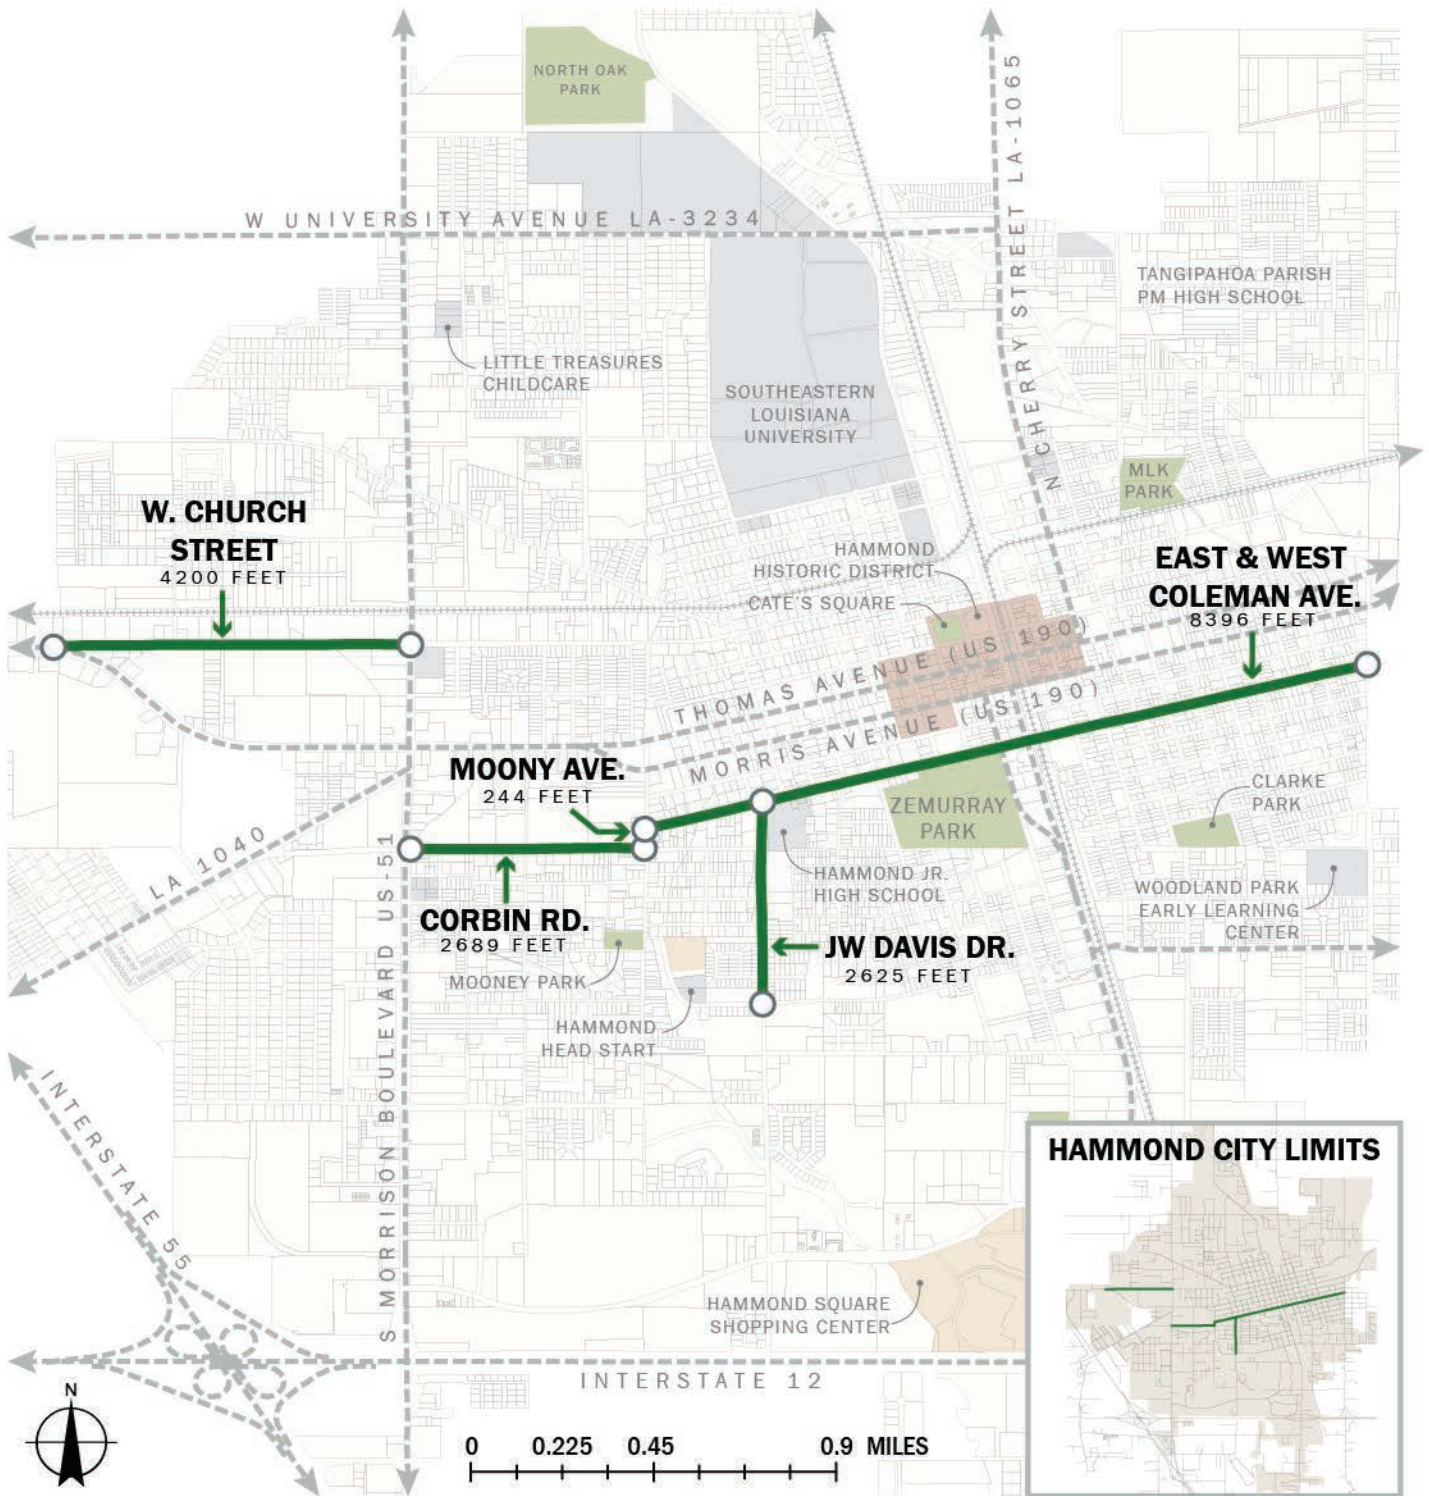 NORTH OAK
PARK
N CHERRY STREET LA-1065
W UNIVERSITY AVENUE LA-3234
TANGIPAHOA PARISH
PM HIGH SCHOOL
LITTLE TREASURES
CHILDCARE
SOUTHEASTERN
LOUISIANA
UNIVERSITY
MLK
PARK
W. CHURCH
STREET
4200 FEET
HAMMOND
HISTORIC DISTRICT
CATE'S SQUARE
EAST & WEST
COLEMAN AVE.
8396 FEET
THOMAS AVENUE (US 190)
MORRIS AVENUE (US 190)
MOONY AVE.
244 FEET
ZEMURRAY
PARK
CLARKE
PARK
LA 1040
S MORRISON BOULEVARD US-51
HAMMOND JR.
HIGH SCHOOL
WOODLAND PARK
EARLY LEARNING
CENTER
CORBIN RD.
2689 FEET
JW DAVIS DR.
2625 FEET
MOONEY PARK
HAMMOND
HEAD START
INTERSTATE 55
HAMMOND CITY LIMITS
HAMMOND SQUARE
SHOPPING CENTER
INTERSTATE 12
N
0 0.225 0.45 0.9 MILES